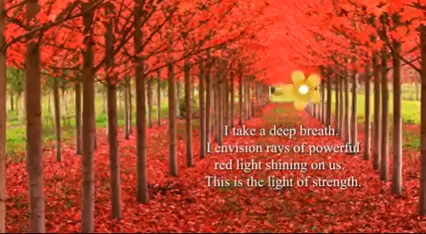 I take a deep breath.
I envision rays of powerful
red light shining on us.
This is the light of strength.